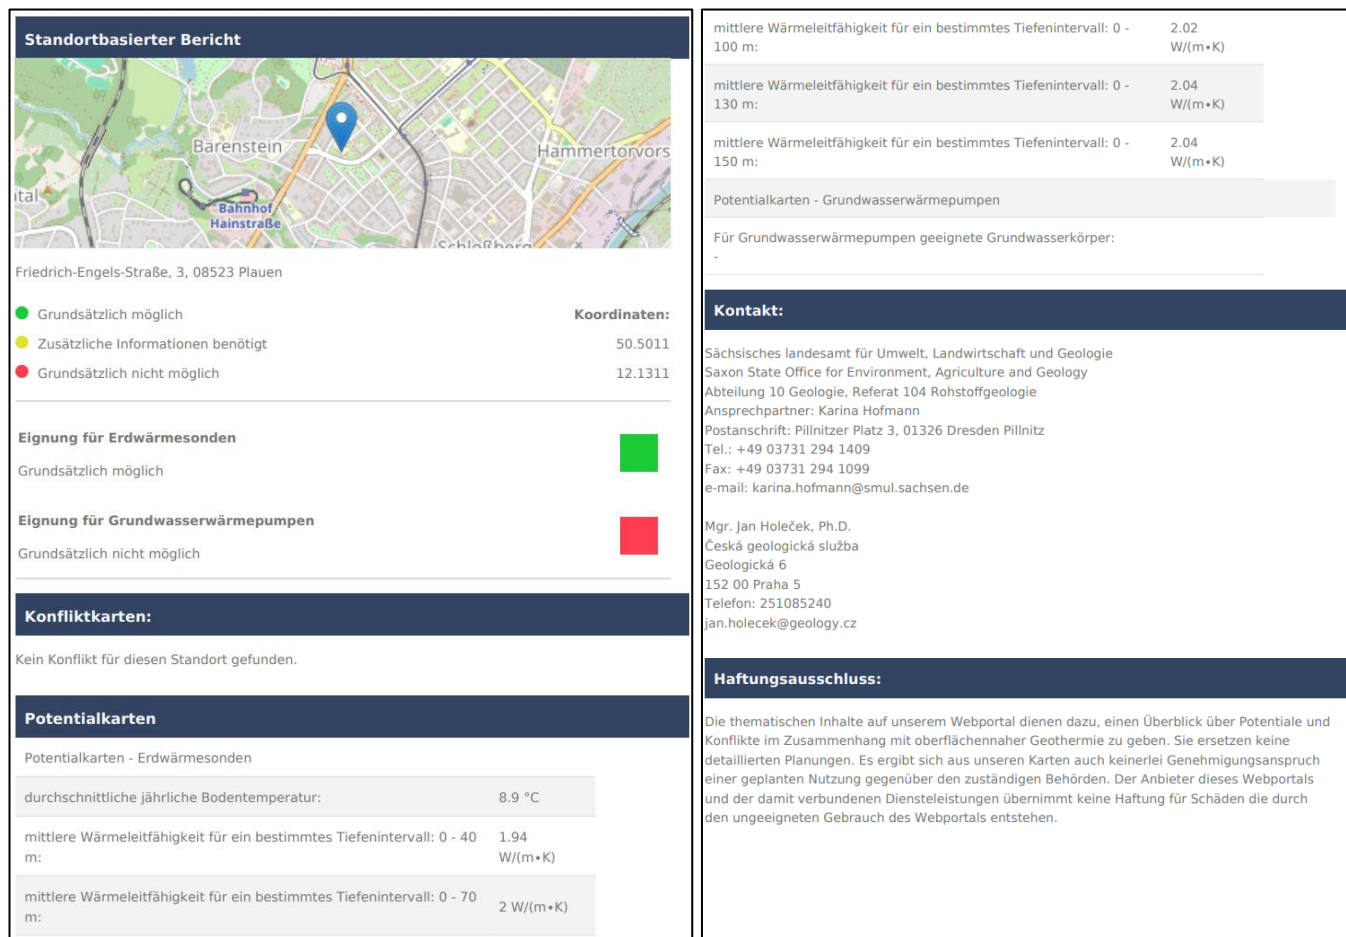 Standortbasierter Bericht
Bärenstein
Hammertorvors
tal
Bahnhof
Hainstraße
Schloßberg
Friedrich-Engels-Straße, 3, 08523 Plauen
Grundsätzlich möglich
Koordinaten:
Zusätzliche Informationen benötigt
50.5011
Grundsätzlich nicht möglich
12.1311
Eignung für Erdwärmesonden
Grundsätzlich möglich
Eignung für Grundwasserwärmepumpen
Grundsätzlich nicht möglich
Konfliktkarten:
Kein Konflikt für diesen Standort gefunden.
Potentialkarten
Potentialkarten - Erdwärmesonden
durchschnittliche jährliche Bodentemperatur: 8.9 °C
mittlere Wärmeleitfähigkeit für ein bestimmtes Tiefenintervall: 0 - 40 1.94
m: W/(m•K)
mittlere Wärmeleitfähigkeit für ein bestimmtes Tiefenintervall: 0 - 70
m: 2 W/(m•K)
mittlere Wärmeleitfähigkeit für ein bestimmtes Tiefenintervall: 0 - 2.02
100 m: W/(m•K)
mittlere Wärmeleitfähigkeit für ein bestimmtes Tiefenintervall: 0 - 2.04
130 m: W/(m•K)
mittlere Wärmeleitfähigkeit für ein bestimmtes Tiefenintervall: 0 - 2.04
150 m: W/(m•K)
Potentialkarten - Grundwasserwärmepumpen
Für Grundwasserwärmepumpen geeignete Grundwasserkörper:
-
Kontakt:
Sächsisches landesamt für Umwelt, Landwirtschaft und Geologie
Saxon State Office for Environment, Agriculture and Geology
Abteilung 10 Geologie, Referat 104 Rohstoffgeologie
Ansprechpartner: Karina Hofmann
Postanschrift: Pillnitzer Platz 3, 01326 Dresden Pillnitz
Tel.: +49 03731 294 1409
Fax: +49 03731 294 1099
e-mail: karina.hofmann@smul.sachsen.de
Mgr. Jan Holeček, Ph.D.
Česká geologická služba
Geologická 6
152 00 Praha 5
Telefon: 251085240
jan.holecek@geology.cz
Haftungsausschluss:
Die thematischen Inhalte auf unserem Webportal dienen dazu, einen Überblick über Potentiale und
Konflikte im Zusammenhang mit oberflächennaher Geothermie zu geben. Sie ersetzen keine
detaillierten Planungen. Es ergibt sich aus unseren Karten auch keinerlei Genehmigungsanspruch
einer geplanten Nutzung gegenüber den zuständigen Behörden. Der Anbieter dieses Webportals
und der damit verbundenen Diensteleistungen übernimmt keine Haftung für Schäden die durch
den ungeeigneten Gebrauch des Webportals entstehen.